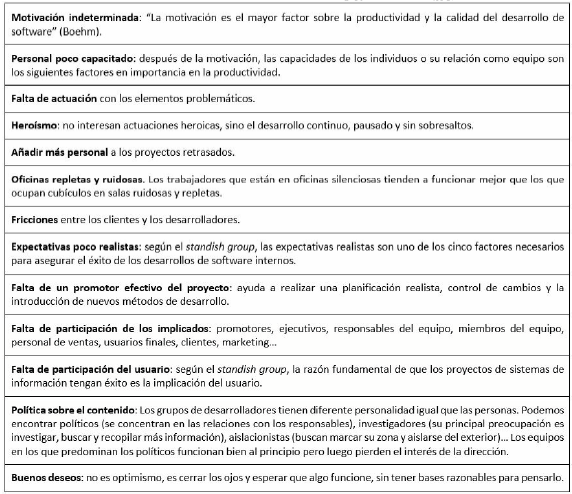 Motivación indeterminada: “La motivación es el mayor factor sobre la productividad y la calidad del desarrollo de
software” (Boehm).
Personal poco capacitado: después de la motivación, las capacidades de los individuos o su relación como equipo son
los siguientes factores en importancia en la productividad.
Falta de actuación con los elementos problemáticos.
Heroísmo: no interesan actuaciones heroicas, sino el desarrollo continuo, pausado y sin sobresaltos.
Añadir más personal a los proyectos retrasados.
Oficinas repletas y ruidosas. Los trabajadores que están en oficinas silenciosas tienden a funcionar mejor que los que
ocupan cubículos en salas ruidosas y repletas.
Fricciones entre los clientes y los desarrolladores.
Expectativas poco realistas: según el standish group, las expectativas realistas son uno de los cinco factores necesarios
para asegurar el éxito de los desarrollos de software internos.
Falta de un promotor efectivo del proyecto: ayuda a realizar una planificación realista, control de cambios y la
introducción de nuevos métodos de desarrollo.
Falta de participación de los implicados: promotores, ejecutivos, responsables del equipo, miembros del equipo,
personal de ventas, usuarios finales, clientes, marketing...
Falta de participación del usuario: según el standish group, la razón fundamental de que los proyectos de sistemas de
información tengan éxito es la implicación del usuario.
Política sobre el contenido: Los grupos de desarrolladores tienen diferente personalidad igual que las personas. Podemos
encontrar políticos (se concentran en las relaciones con los responsables), investigadores (su principal preocupación es
investigar, buscar y recopilar más información), aislacionistas (buscan marcar su zona y aislarse del exterior)... Los equipos
en los que predominan los políticos funcionan bien al principio pero luego pierden el interés de la dirección.
Buenos deseos: no es optimismo, es cerrar los ojos y esperar que algo funcione, sin tener bases razonables para pensarlo.